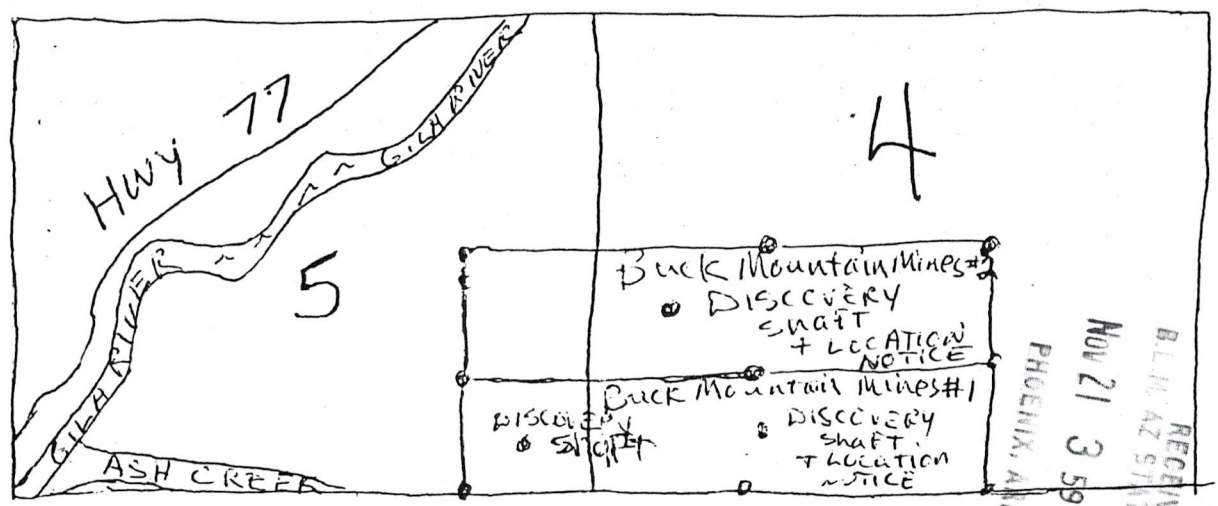 HWY 77
GILA RIVER
4
5
Buck Mountain Mines #
DISCOVERY
shaft
+ LOCATION
NOTICE
GILA RIVER
Buck Mountain Mines #1
DISCOVERY
shaft
DISCOVERY
shaft
+ LOCATION
NOTICE
ASH CREEK
B.L.M. AZ
NOV 21 3 59
PHOENIX,